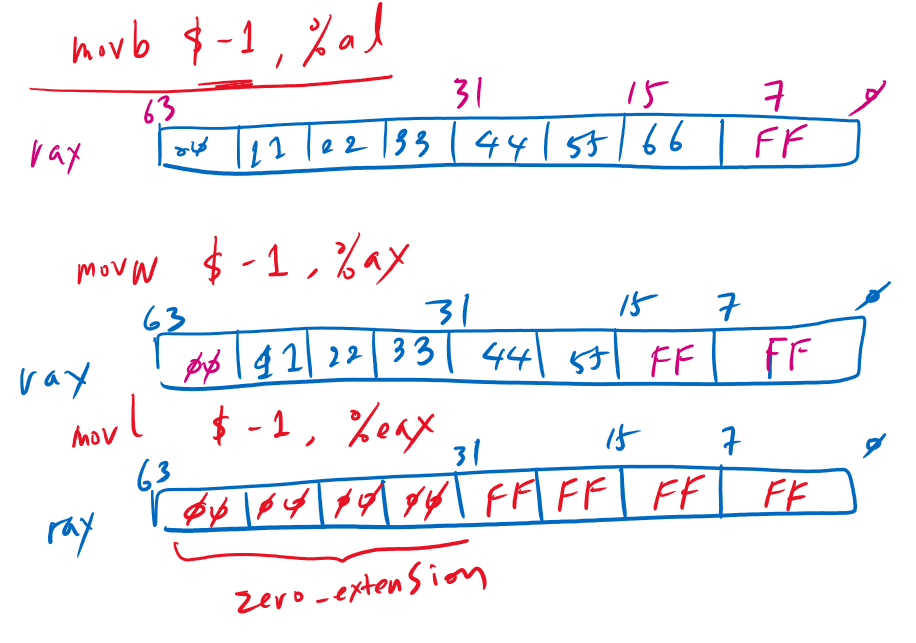 movb $-1, %al
63 31 15 7 0
rax 00 11 22 33 44 55 66 FF
movw $-1, %ax
63 31 15 7 0
rax 00 11 22 33 44 55 FF FF
movl $-1, %eax
63 31 15 7 0
rax 00 00 00 00 FF FF FF FF
zero-extension